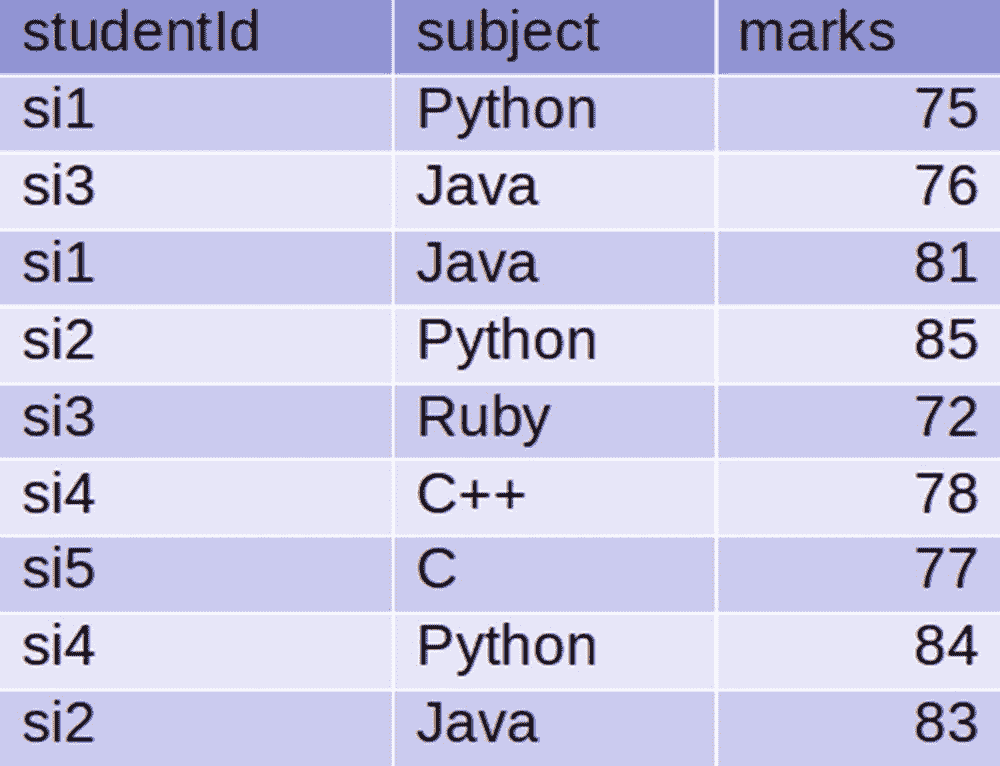 studentId subject marks
si1 Python 75
si3 Java 76
si1 Java 81
si2 Python 85
si3 Ruby 72
si4 C++ 78
si5 C 77
si4 Python 84
si2 Java 83